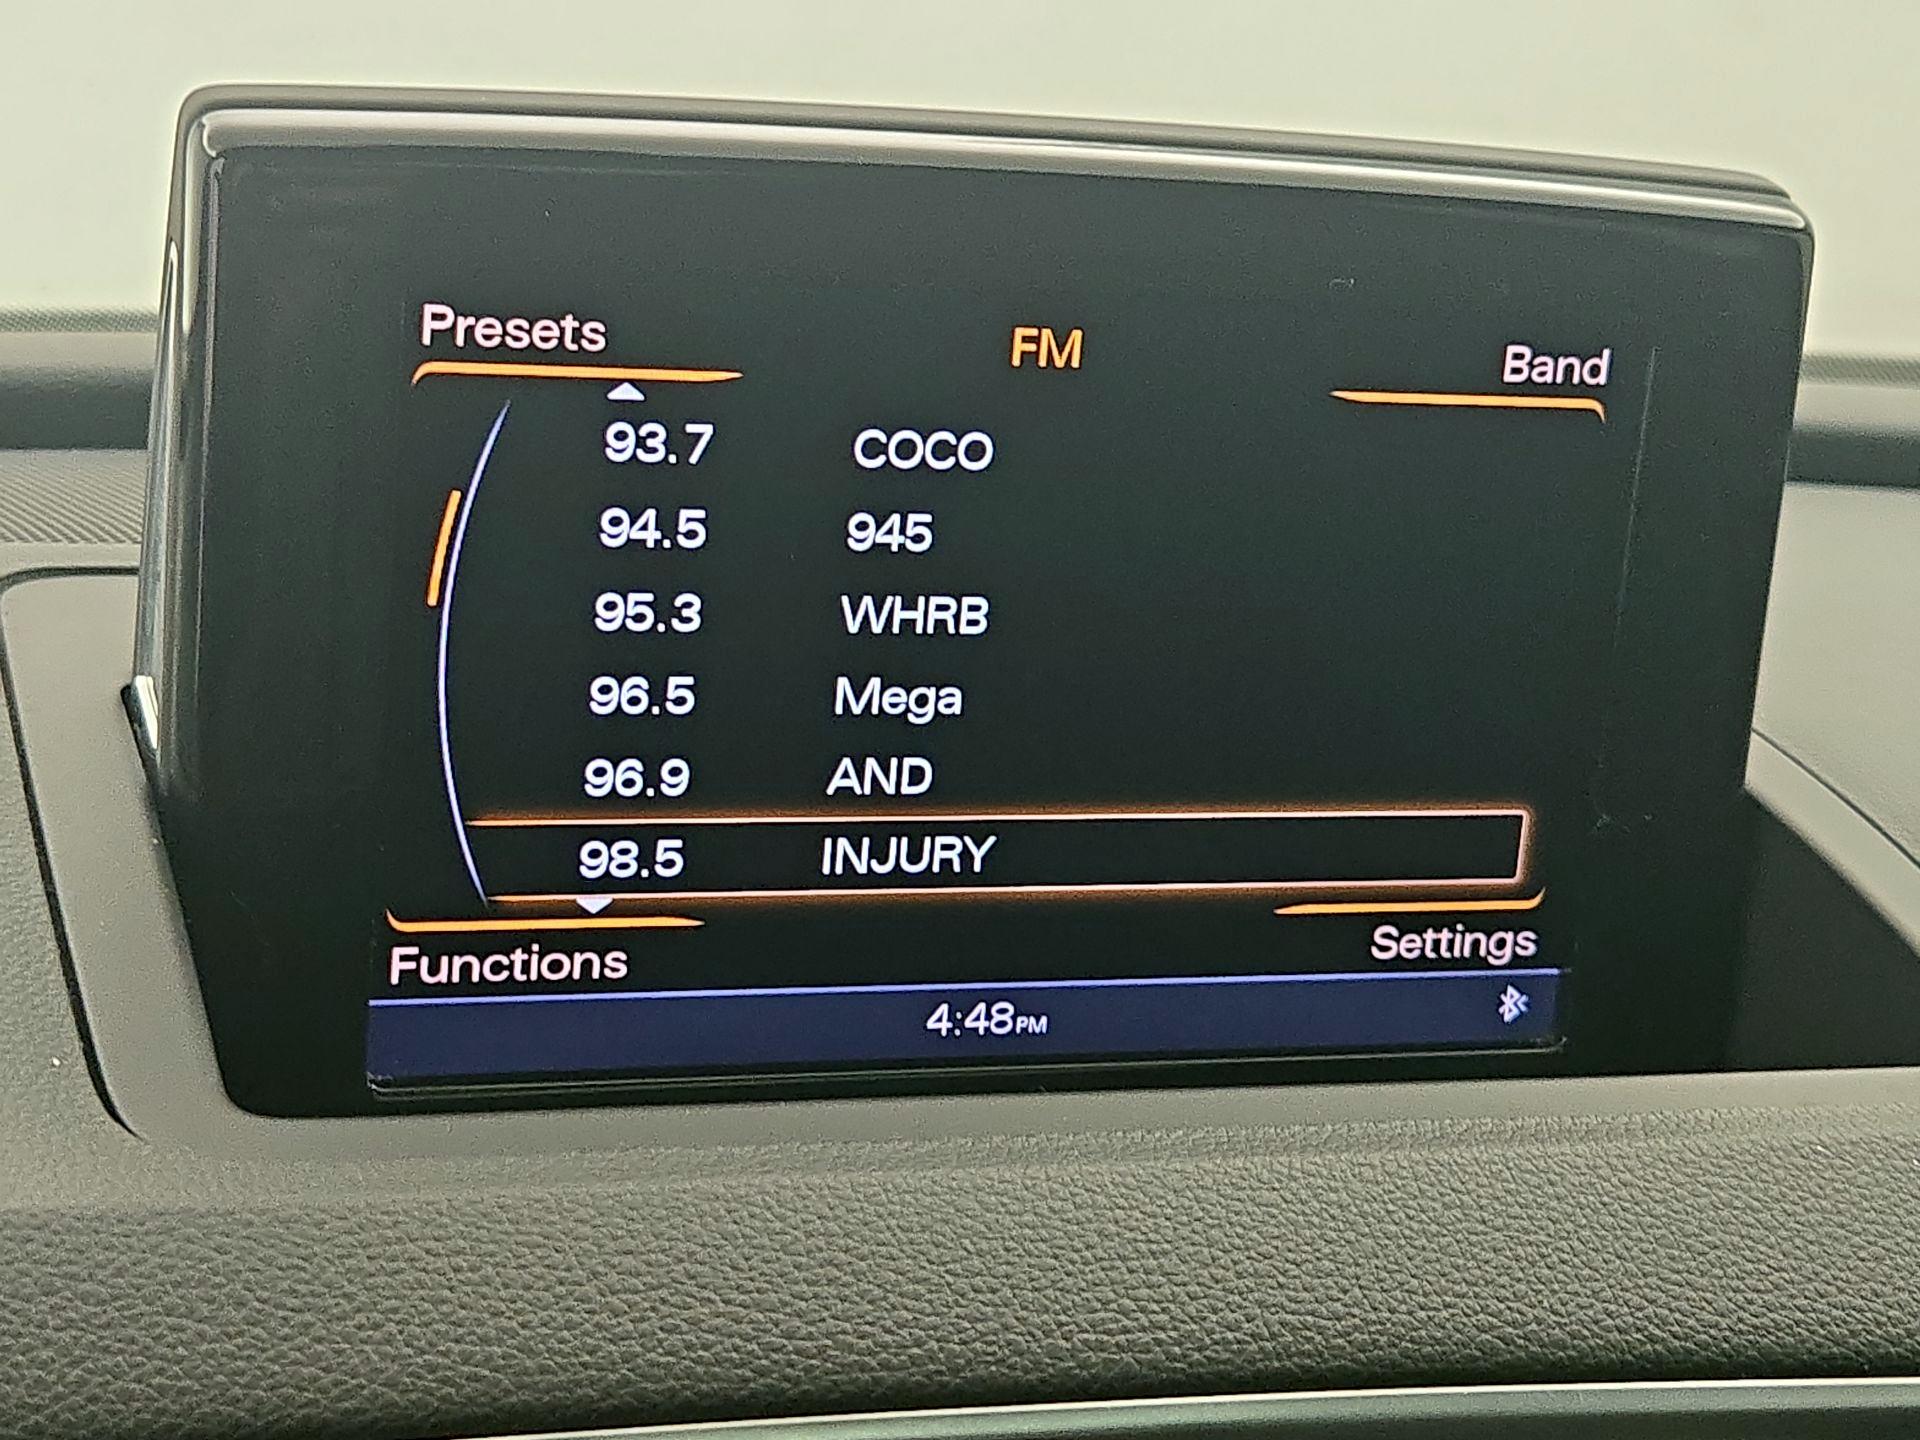 Presets
FM
Band
93.7 COCO
94.5 945
95.3 WHRB
96.5 Mega
96.9 AND
98.5 INJURY
Functions
Settings
4:48PM